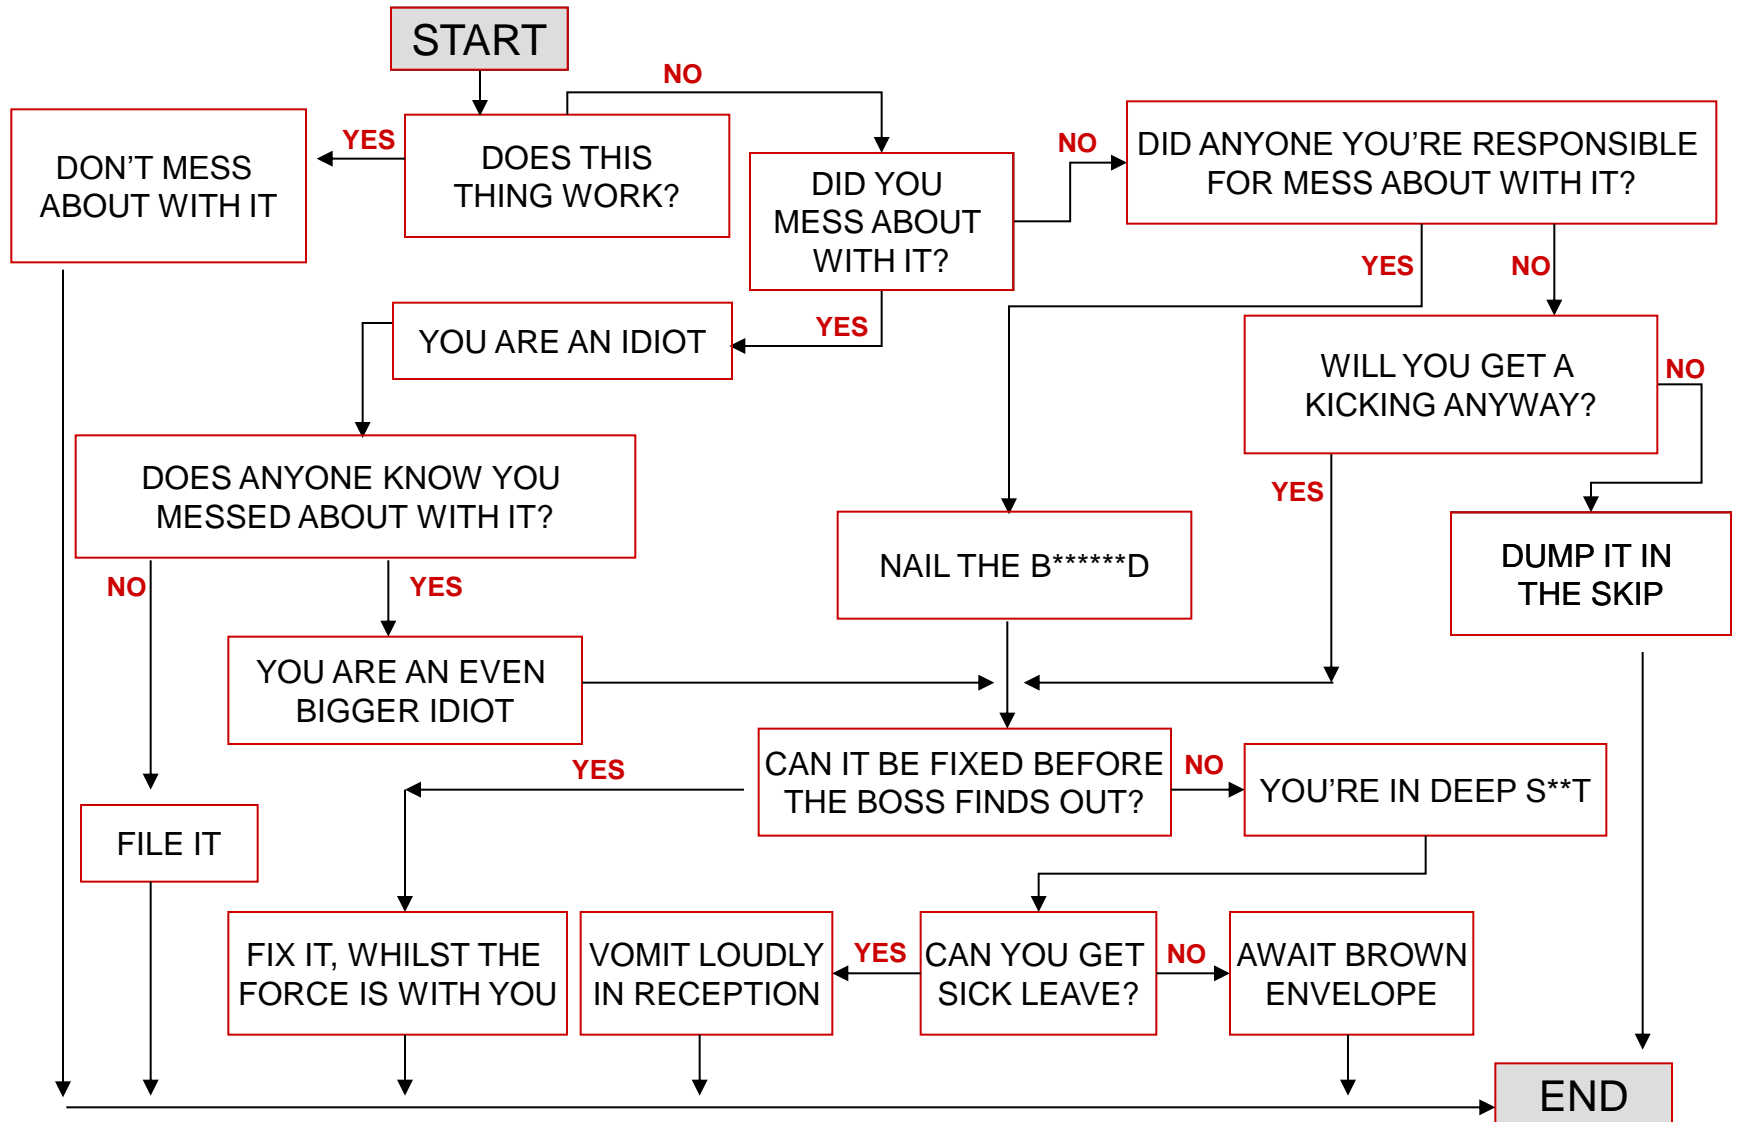 START
NO
YES
DOES THIS
THING WORK?
DON'T MESS
ABOUT WITH IT
DID YOU
MESS ABOUT
WITH IT?
NO
DID ANYONE YOU'RE RESPONSIBLE
FOR MESS ABOUT WITH IT?
YES
NO
YES
YOU ARE AN IDIOT
WILL YOU GET A
KICKING ANYWAY?
NO
YES
DOES ANYONE KNOW YOU
MESSED ABOUT WITH IT?
NO
YES
NAIL THE B******D
DUMP IT IN
THE SKIP
YOU ARE AN EVEN
BIGGER IDIOT
YES
CAN IT BE FIXED BEFORE
THE BOSS FINDS OUT?
NO
YOU'RE IN DEEP S**T
FILE IT
FIX IT, WHILST THE
FORCE IS WITH YOU
VOMIT LOUDLY
IN RECEPTION
YES
CAN YOU GET
SICK LEAVE?
NO
AWAIT BROWN
ENVELOPE
END